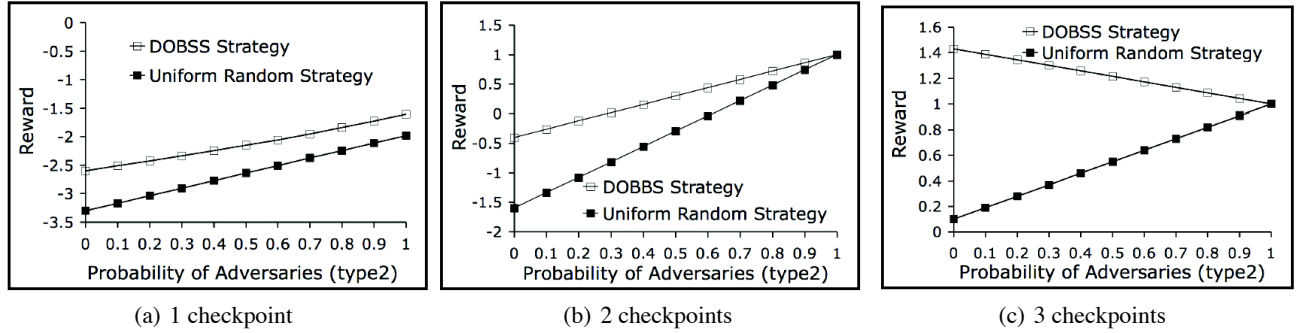 0
-0.5
-1
-1.5
-2
-2.5
-3
-3.5
Reward
DOBSS Strategy
Uniform Random Strategy
0 0.1 0.2 0.3 0.4 0.5 0.6 0.7 0.8 0.9 1
Probability of Adversaries (type2)
(a) 1 checkpoint
1.5
1
0.5
0
-0.5
-1
-1.5
-2
Reward
DOBBS Strategy
Uniform Random Strategy
0 0.1 0.2 0.3 0.4 0.5 0.6 0.7 0.8 0.9 1
Probability of Adversaries (type2)
(b) 2 checkpoints
1.6
1.4
1.2
1
0.8
0.6
0.4
0.2
0
Reward
DOBSS Strategy
Uniform Random Strategy
0 0.1 0.2 0.3 0.4 0.5 0.6 0.7 0.8 0.9 1
Probability of Adversaries (type2)
(c) 3 checkpoints